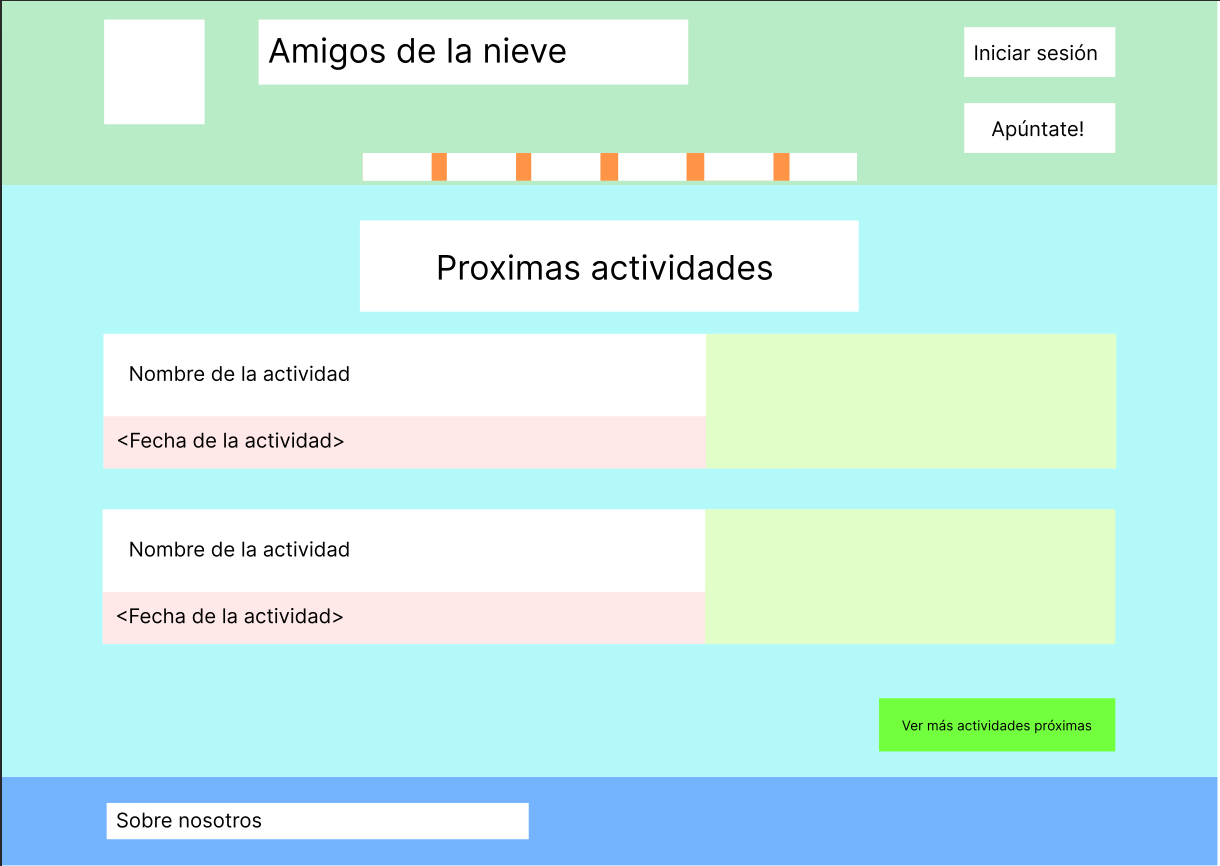 Amigos de la nieve
Iniciar sesión
Apúntate!
Proximas actividades
Nombre de la actividad
<Fecha de la actividad>
Nombre de la actividad
<Fecha de la actividad>
Ver más actividades próximas
Sobre nosotros